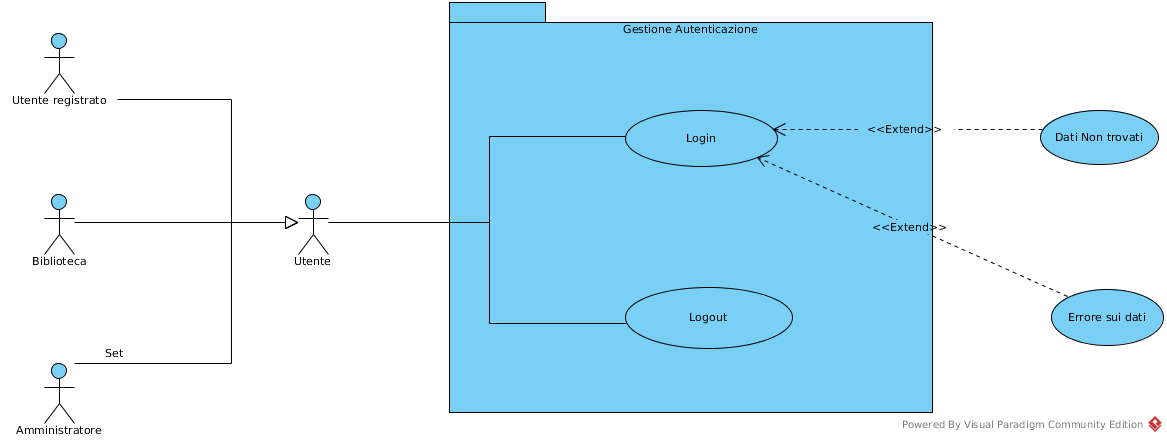 Gestione Autenticazione
Utente registrato
Login
<<Extend>>
Dati Non trovati
Biblioteca
Utente
<<Extend>>
Set
Logout
Errore sui dati
Amministratore
Powered By Visual Paradigm Community Edition